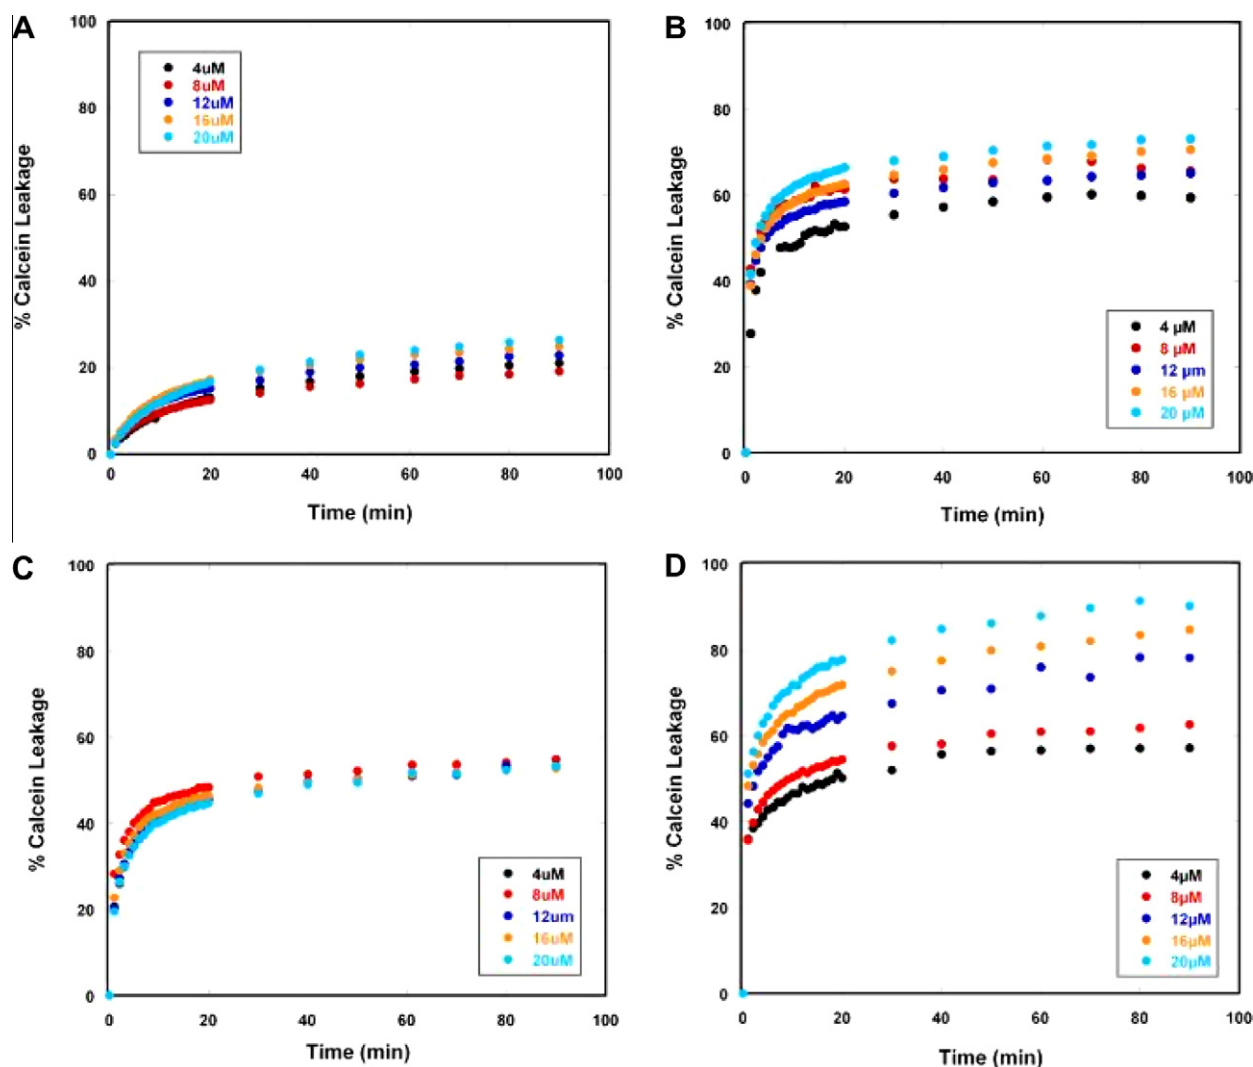 A
100
80
60
40
20
0
% Calcein Leakage
4uM
8uM
12uM
16uM
20uM
0 20 40 60 80 100
Time (min)
B
100
80
60
40
20
0
% Calcein Leakage
4 µM
8 µM
12 µm
16 µM
20 µM
0 20 40 60 80 100
Time (min)
C
100
80
60
40
20
0
% Calcein Leakage
4uM
8uM
12um
16uM
20uM
0 20 40 60 80 100
Time (min)
D
100
80
60
40
20
0
% Calcein Leakage
4µM
8µM
12µM
16µM
20µM
0 20 40 60 80 100
Time (min)